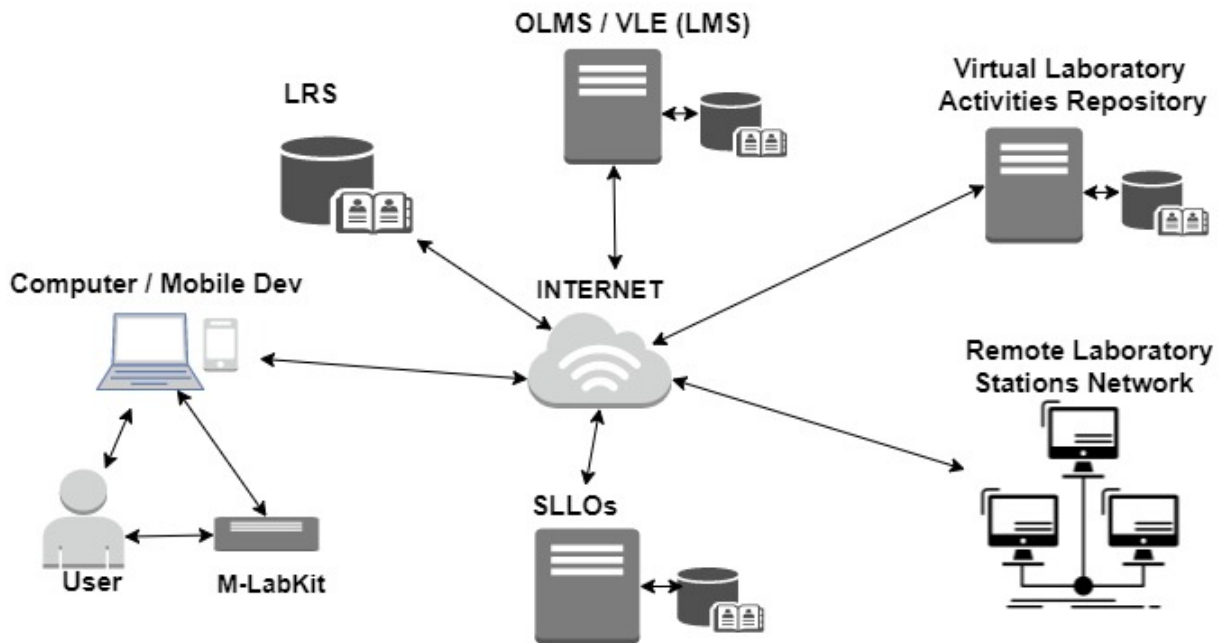 OLMS / VLE (LMS)
LRS
Virtual Laboratory
Activities Repository
Computer / Mobile Dev
INTERNET
Remote Laboratory
Stations Network
SLLOs
User
M-LabKit